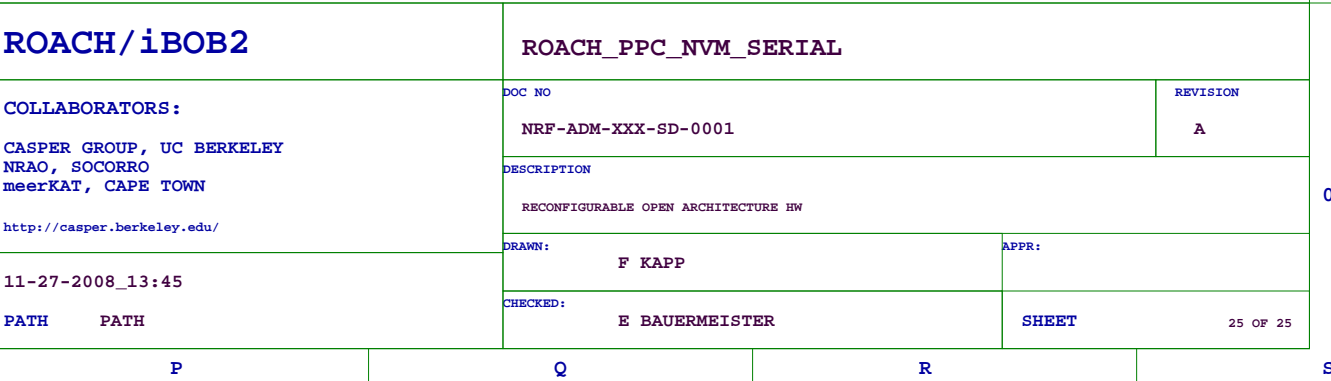 ROACH/iBOB2
ROACH_PPC_NVM_SERIAL
COLLABORATORS:
CASPER GROUP, UC BERKELEY
NRAO, SOCORRO
meerKAT, CAPE TOWN
http://casper.berkeley.edu/
11-27-2008_13:45
PATH PATH
DOC NO
NRF-ADM-XXX-SD-0001
REVISION
A
DESCRIPTION
RECONFIGURABLE OPEN ARCHITECTURE HW
DRAWN:
F KAPP
APPR:
CHECKED:
E BAUERMEISTER
SHEET 25 OF 25
0
P Q R S